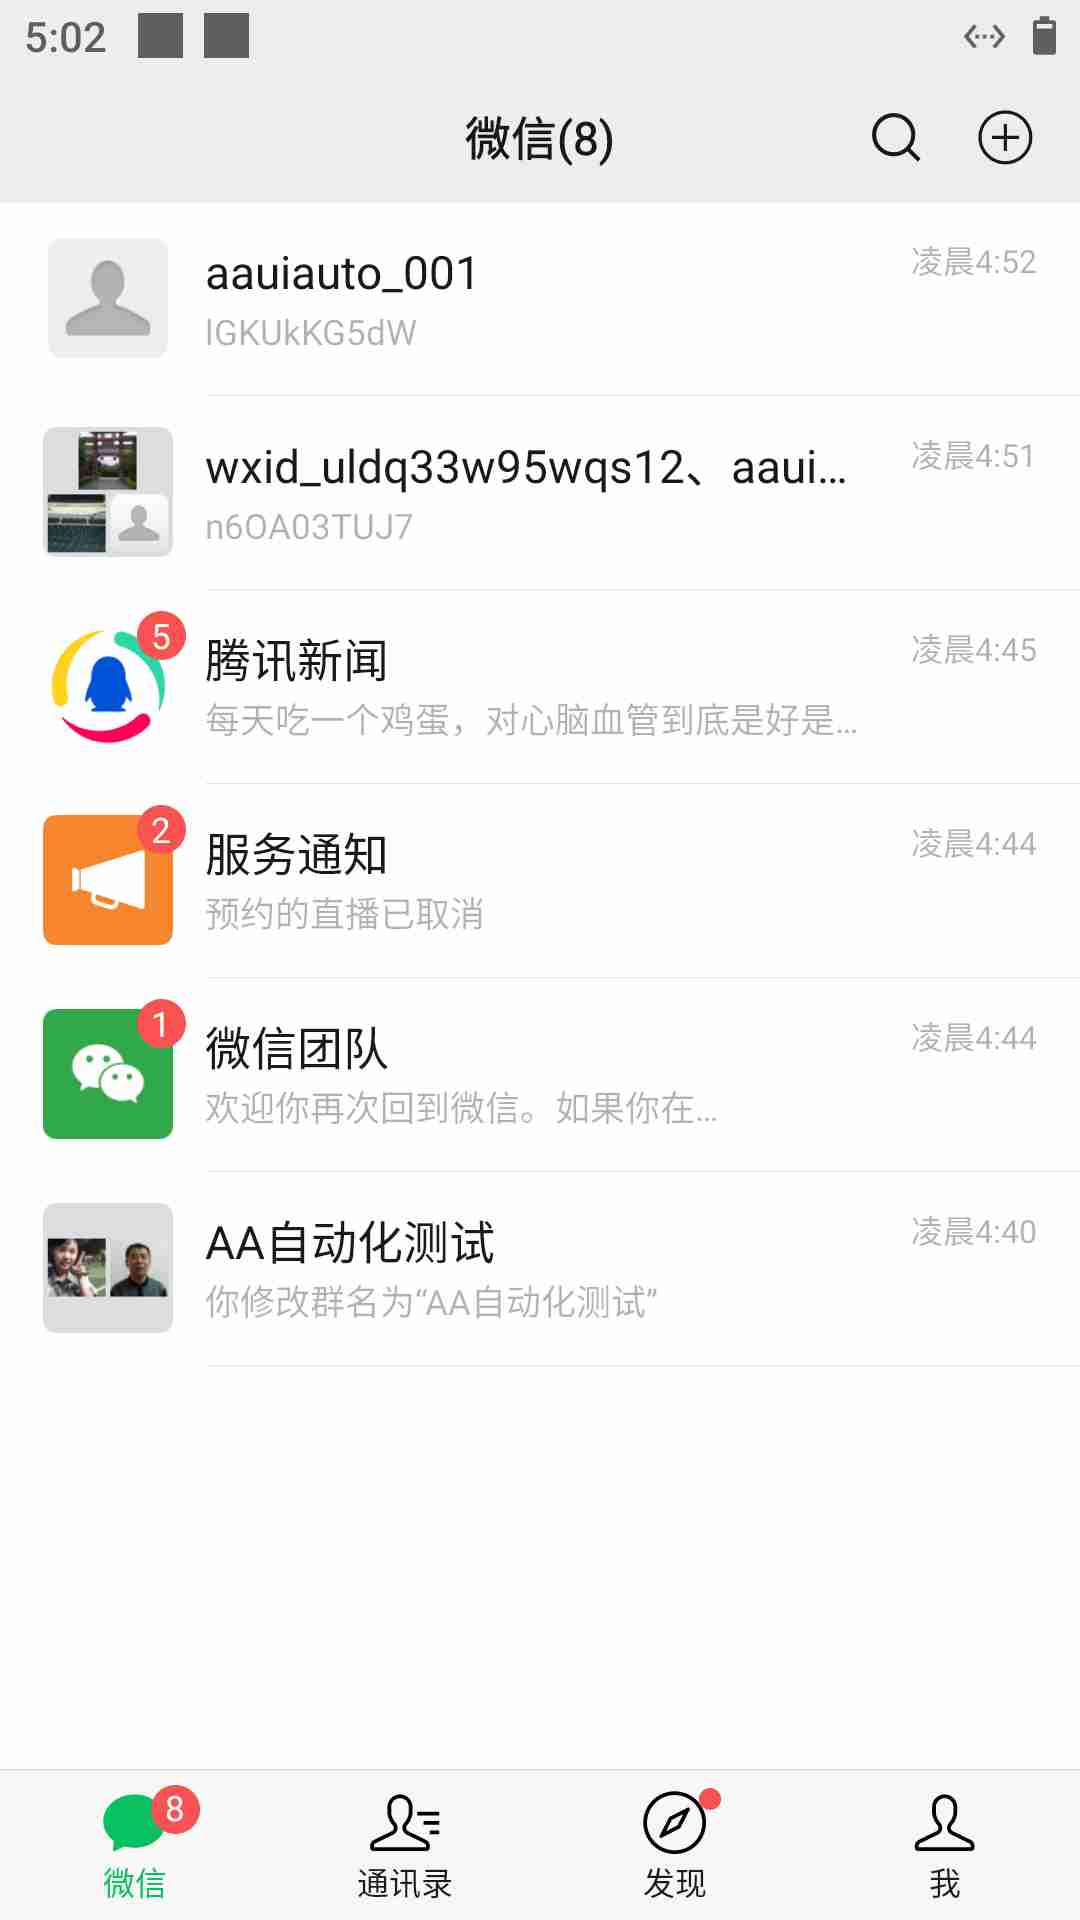 5:02
微信(8)
aauiauto_001
凌晨4:52
lGKUkKG5dW
wxid_uldq33w95wqs12、aaui...
凌晨4:51
n6OA03TUJ7
5
腾讯新闻
凌晨4:45
每天吃一个鸡蛋，对心脑血管到底是好是...
2
服务通知
凌晨4:44
预约的直播已取消
1
微信团队
凌晨4:44
欢迎你再次回到微信。如果你在...
AA自动化测试
凌晨4:40
你修改群名为“AA自动化测试”
8
微信
通讯录
发现
我